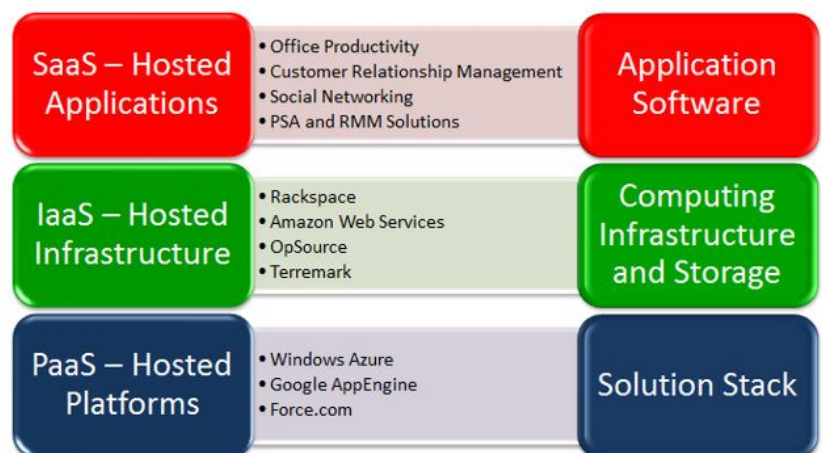 SaaS – Hosted
Applications
• Office Productivity
• Customer Relationship Management
• Social Networking
• PSA and RMM Solutions
Application
Software
IaaS – Hosted
Infrastructure
• Rackspace
• Amazon Web Services
• OpSource
• Terremark
Computing
Infrastructure
and Storage
PaaS – Hosted
Platforms
• Windows Azure
• Google AppEngine
• Force.com
Solution Stack